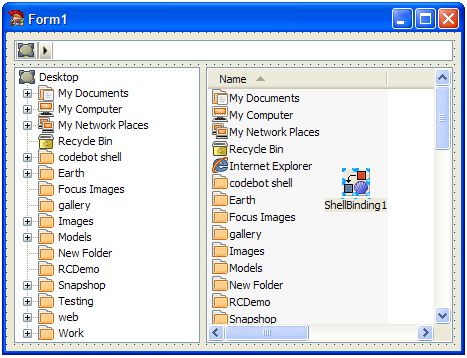 Form1
Desktop
My Documents
My Computer
My Network Places
Recycle Bin
codebot shell
Earth
Focus Images
gallery
Images
Models
New Folder
RCDemo
Snapshop
Testing
web
Work
Name
My Documents
My Computer
My Network Places
Recycle Bin
Internet Explorer
codebot shell
Earth
Focus Images
gallery
Images
Models
New Folder
RCDemo
Snapshop
ShellBinding1